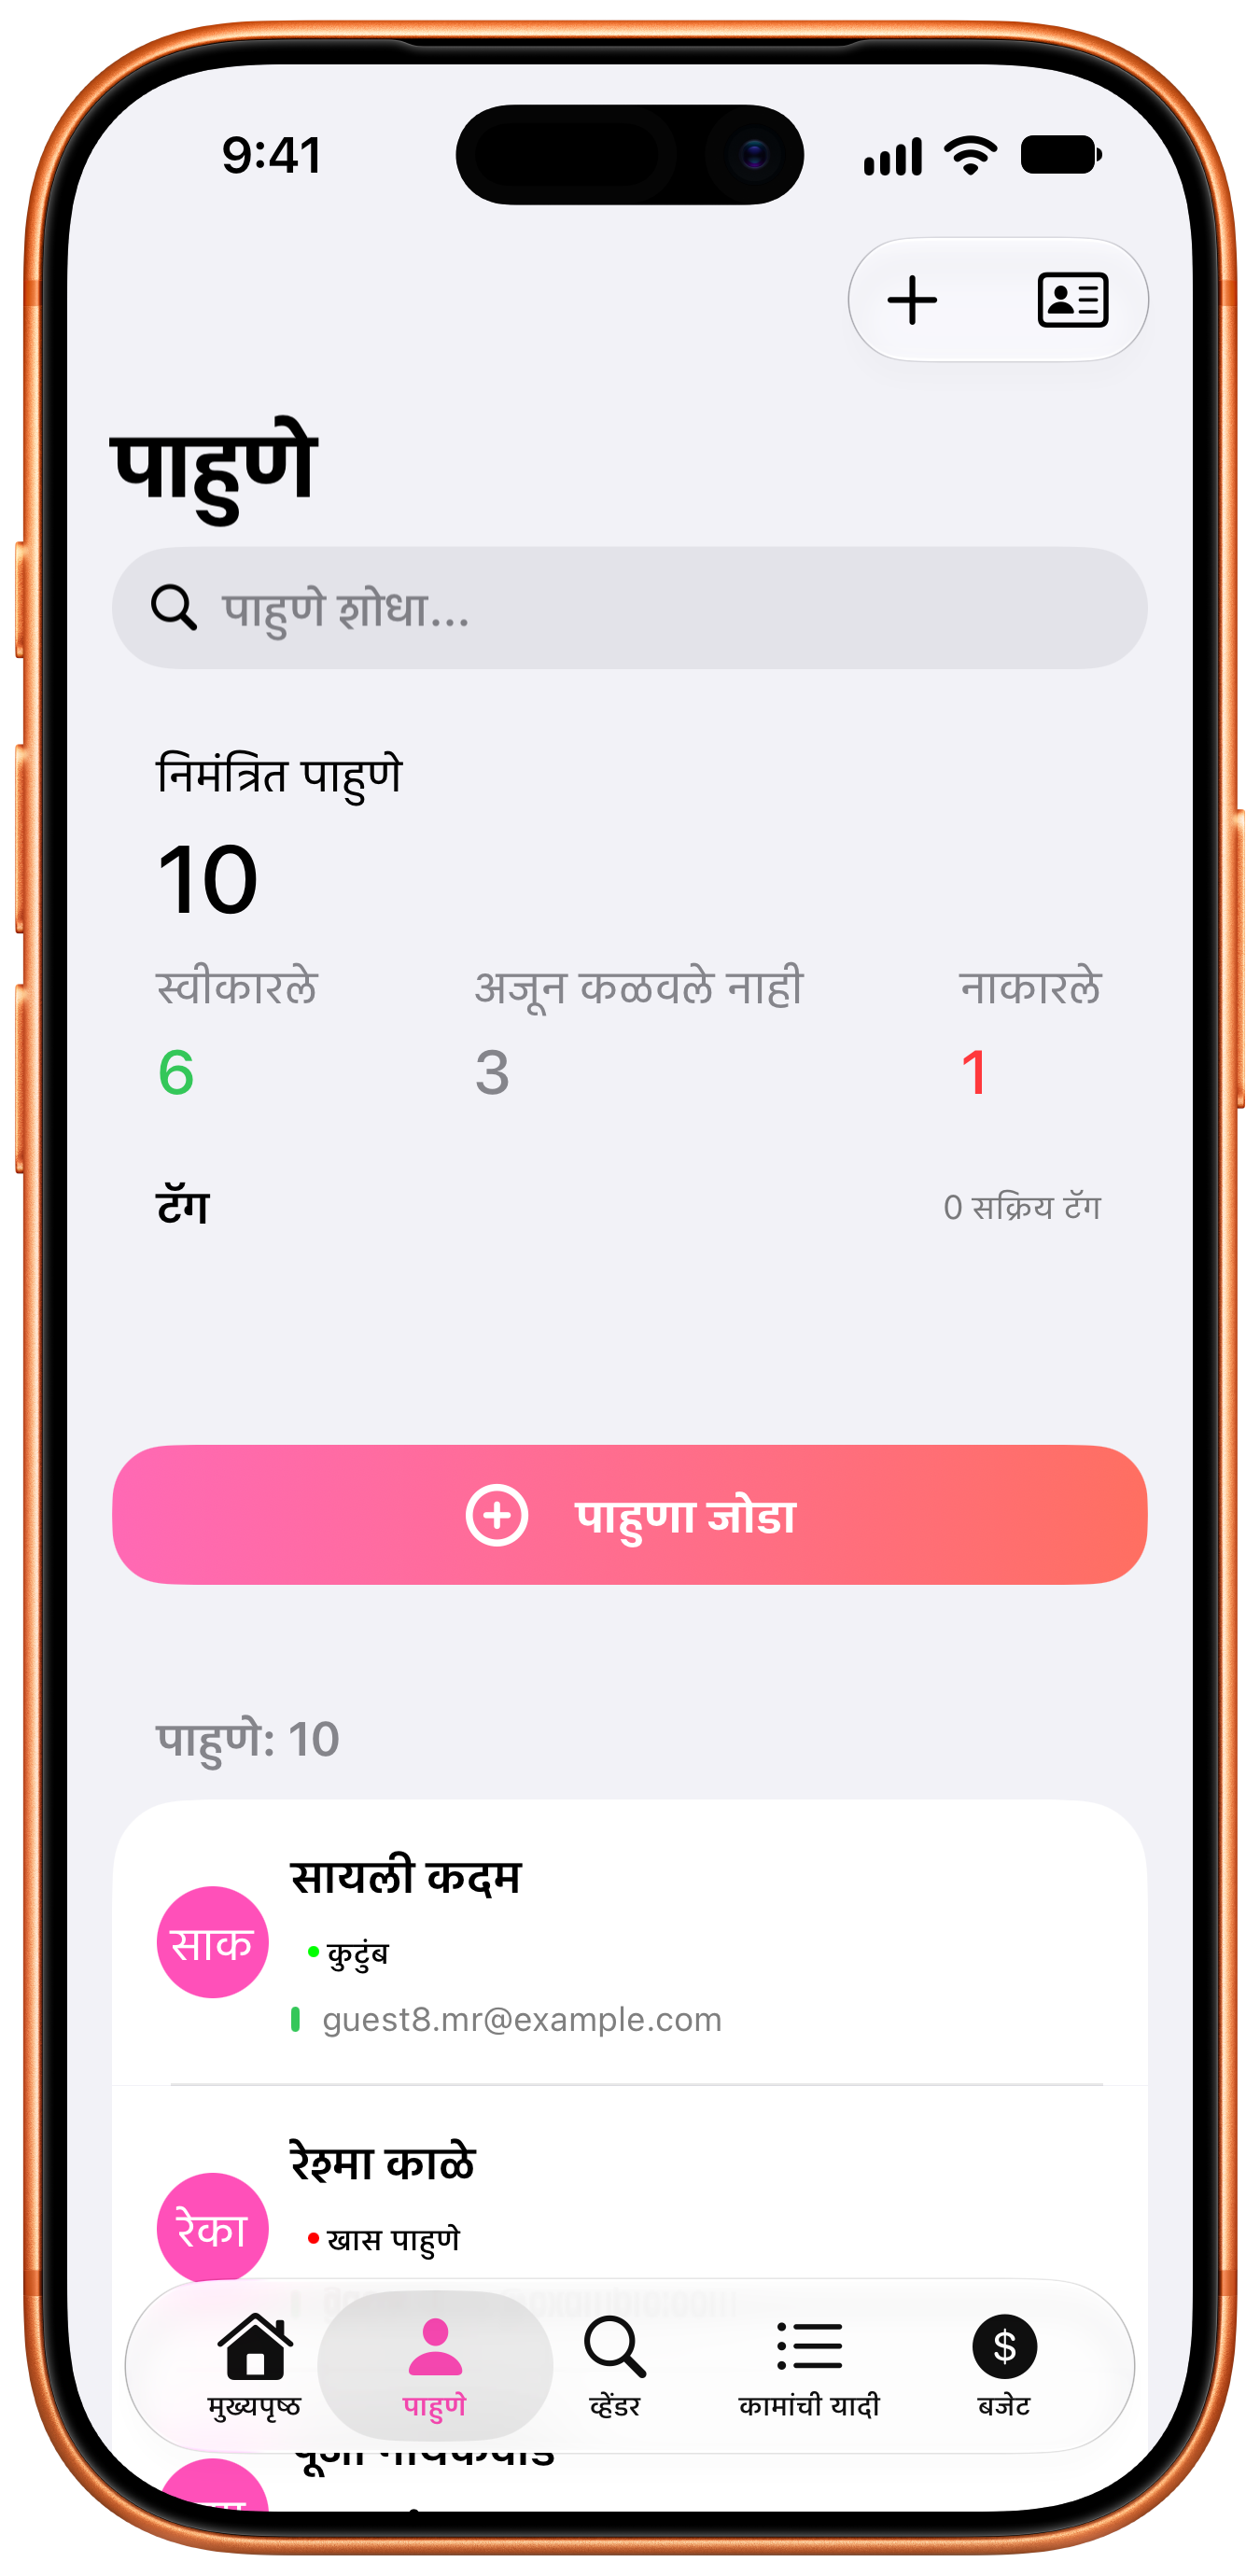 9:41
पाहुणे
पाहुणे शोधा...
निमंत्रित पाहुणे
10
स्वीकारले अजून कळवले नाही नाकारले
6 3 1
टॅग 0 सक्रिय टॅग
पाहुणा जोडा
पाहुणे: 10
सायली कदम
साक
कुटुंब
guest8.mr@example.com
रेश्मा काळे
रेका
खास पाहुणे
मुख्यपृष्ठ पाहुणे व्हेंडर कामांची यादी बजेट